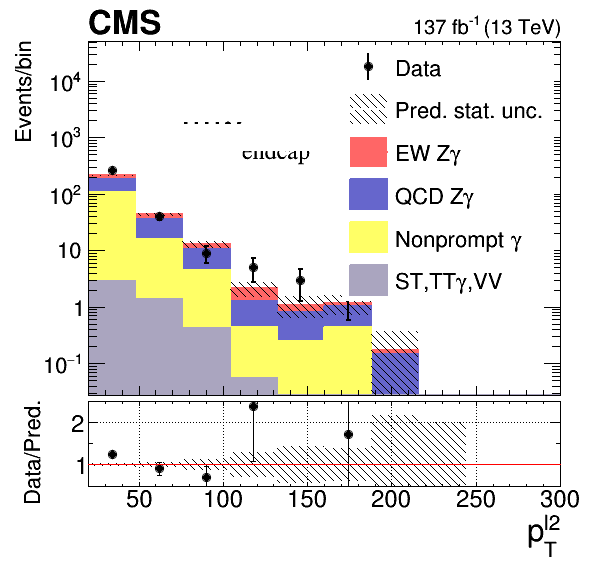 CMS
137 fb⁻¹ (13 TeV)
Events/bin
10⁴
10³
10²
10
1
10⁻¹
Data
Pred. stat. unc.
EW Zγ
QCD Zγ
Nonprompt γ
ST,TTγ,VV
endcap
Data/Pred.
2
1
50 100 150 200 250 300
p_T^l2